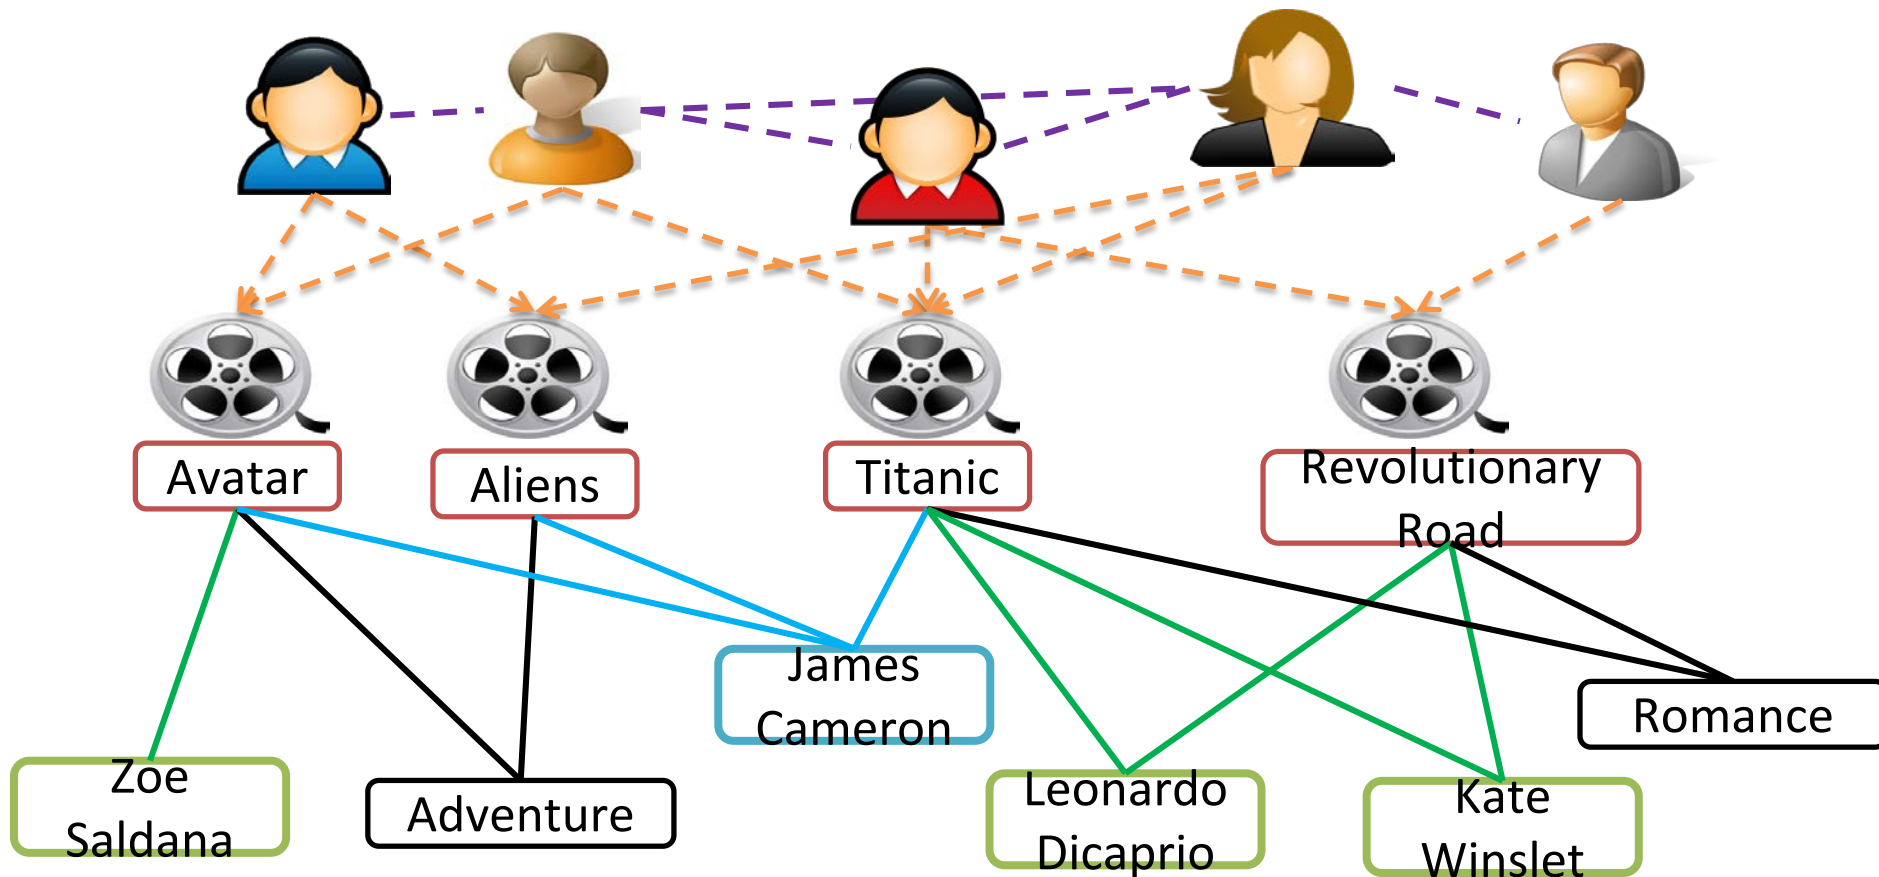 Avatar
Aliens
Titanic
Revolutionary
Road
James
Cameron
Romance
Zoe
Saldana
Adventure
Leonardo
Dicaprio
Kate
Winslet